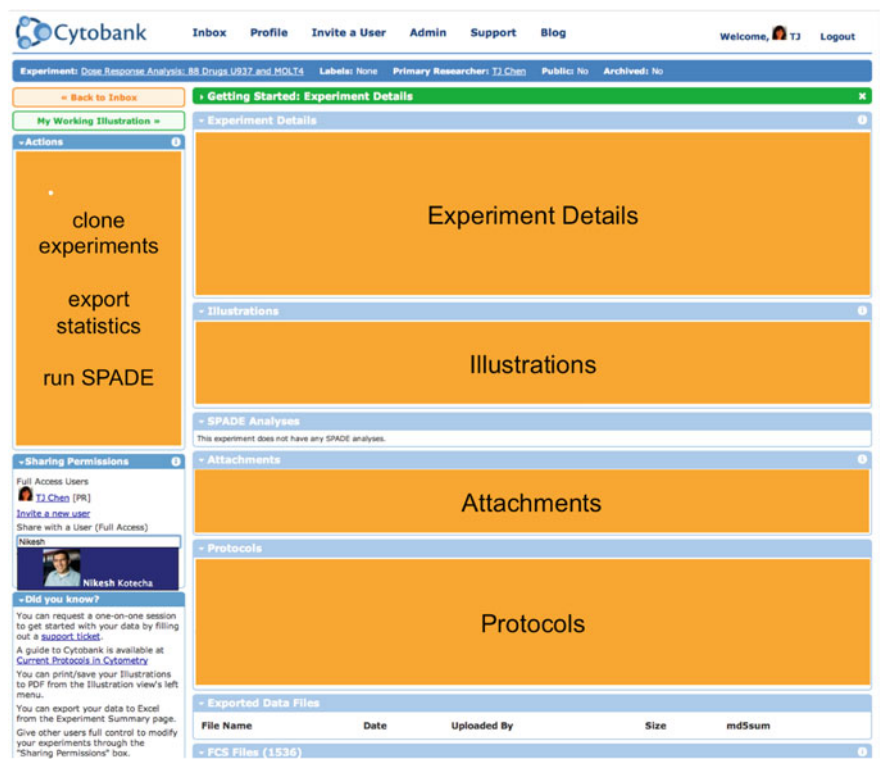 Cytobank
Inbox Profile Invite a User Admin Support Blog
Welcome, TJ Logout
Experiment: Dose Response Analysis: 88 Drugs U937 and MOLT4 Labels: None Primary Researcher: TJ Chen Public: No Archived: No
« Back to Inbox
My Working Illustration »
Actions
clone
experiments
export
statistics
run SPADE
Sharing Permissions
Full Access Users
TJ Chen [PR]
Invite a new user
Share with a User (Full Access)
Nikesh
Nikesh Kotecha
Did you know?
You can request a one-on-one session
to get started with your data by filling
out a support ticket.
A guide to Cytobank is available at
Current Protocols in Cytometry
You can print/save your Illustrations
to PDF from the Illustration view's left
menu.
You can export your data to Excel
from the Experiment Summary page.
Give other users full control to modify
your experiments through the
"Sharing Permissions" box.
Getting Started: Experiment Details
Experiment Details
Experiment Details
Illustrations
Illustrations
SPADE Analyses
This experiment does not have any SPADE analyses.
Attachments
Attachments
Protocols
Protocols
Exported Data Files
File Name Date Uploaded By Size md5sum
FCS Files (1536)